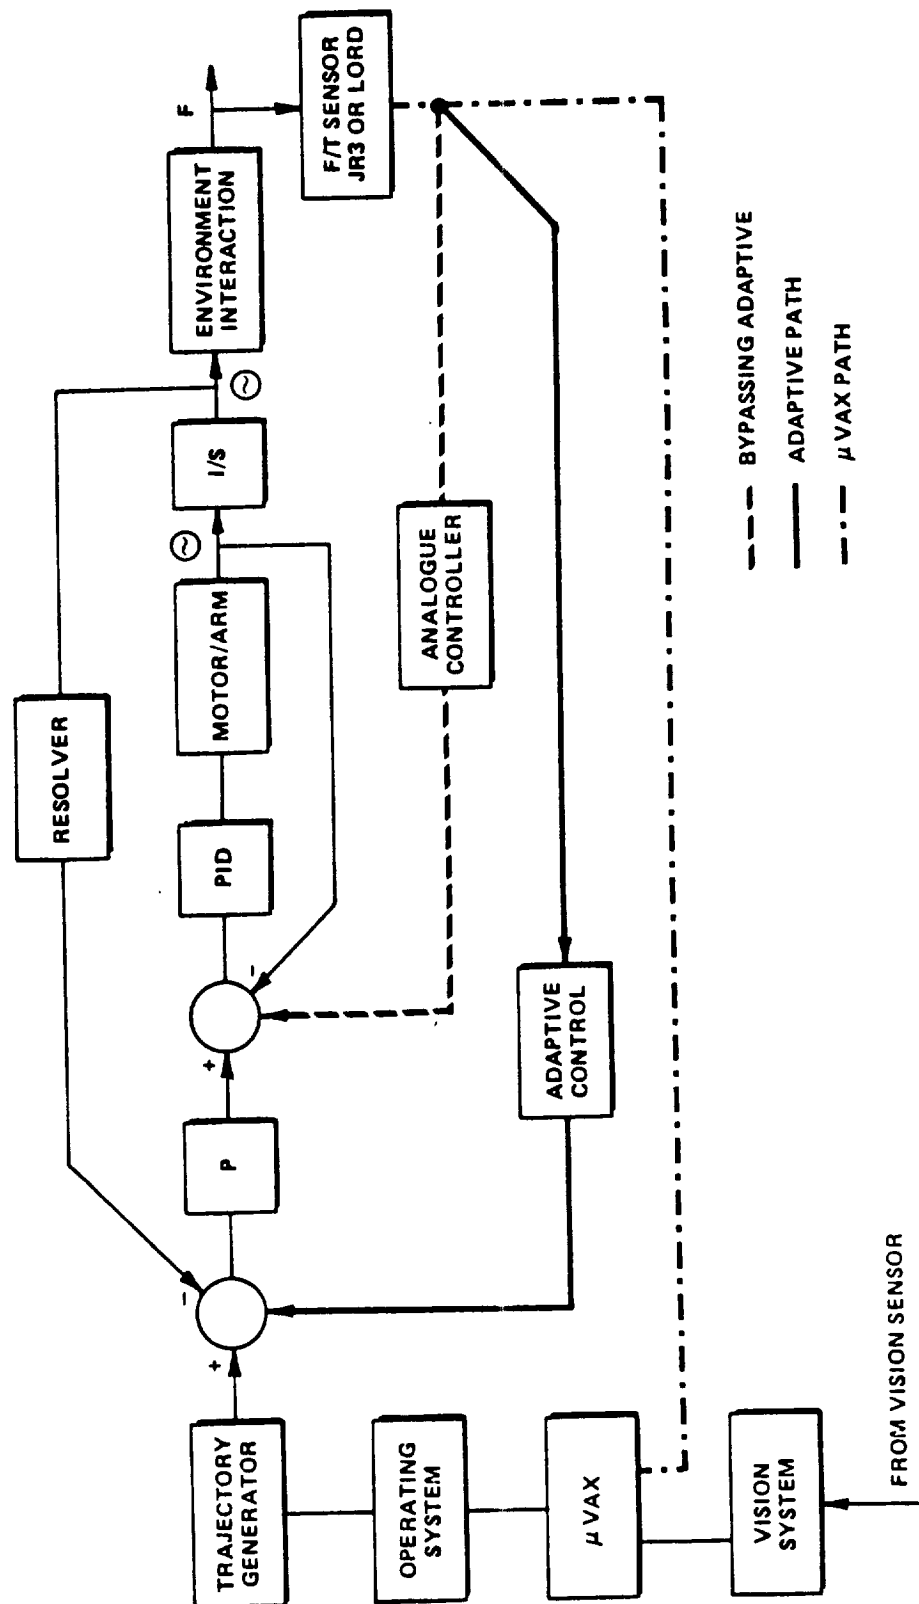 RESOLVER
TRAJECTORY
GENERATOR
+
-
P
+
-
PID
MOTOR/ARM
~
I/S
~
ENVIRONMENT
INTERACTION
F
F/T SENSOR
JR3 OR LORD
OPERATING
SYSTEM
ANALOGUE
CONTROLLER
μVAX
ADAPTIVE
CONTROL
VISION
SYSTEM
FROM VISION SENSOR
BYPASSING ADAPTIVE
ADAPTIVE PATH
μVAX PATH